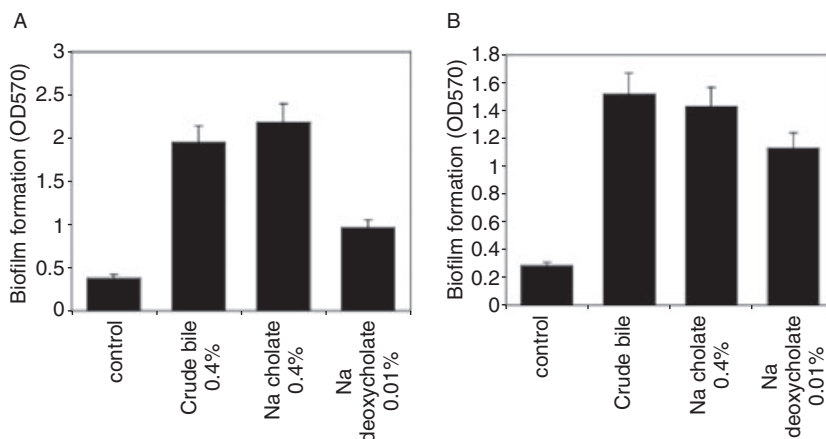 A
Biofilm formation (OD570)
3
2.5
2
1.5
1
0.5
0
control
Crude bile
0.4%
Na cholate
0.4%
Na
deoxycholate
0.01%
B
Biofilm formation (OD570)
1.8
1.6
1.4
1.2
1
0.8
0.6
0.4
0.2
0
control
Crude bile
Na cholate
0.4%
Na
deoxycholate
0.01%